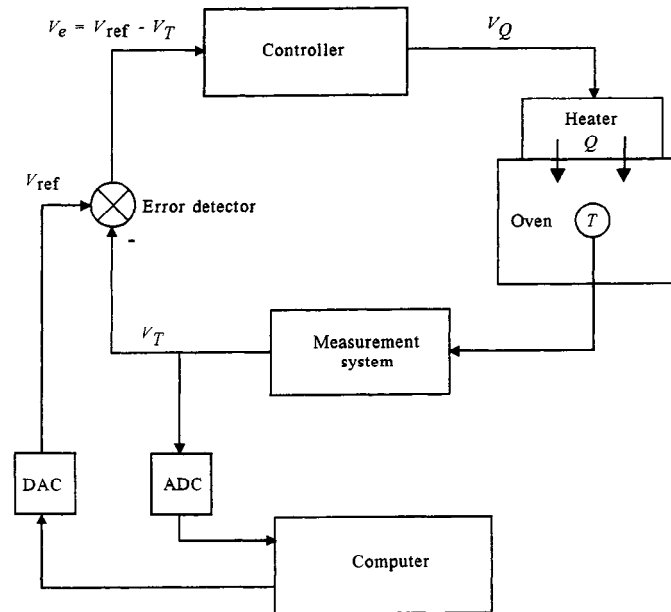 V_e = V_ref - V_T
Controller
V_Q
Heater
Q
V_ref
Error detector
-
Oven
T
V_T
Measurement
system
DAC
ADC
Computer